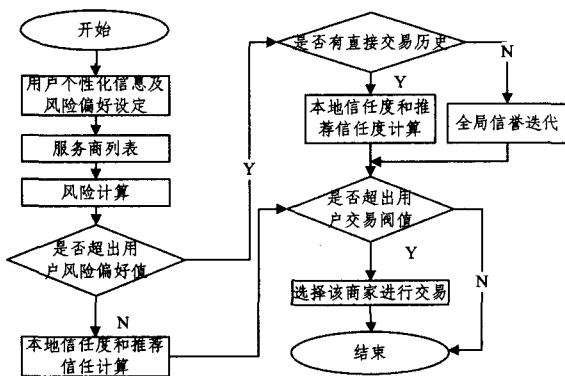 开始
用户个性化信息及
风险偏好设定
服务商列表
风险计算
是否超出用
户风险偏好值
N
本地信任度和推荐
信任计算
Y
是否有直接交易历史
Y
N
本地信任度和推
荐信任度计算
全局信誉迭代
是否超出用
户交易阀值
Y
N
选择该商家进行交易
结束